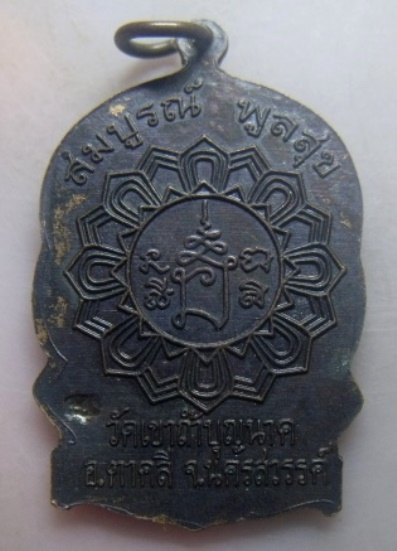 สมบูรณ์ พูลสุข
วัดเขาถ้ำบุญนาค
อ.ตาคลี จ.นครสวรรค์